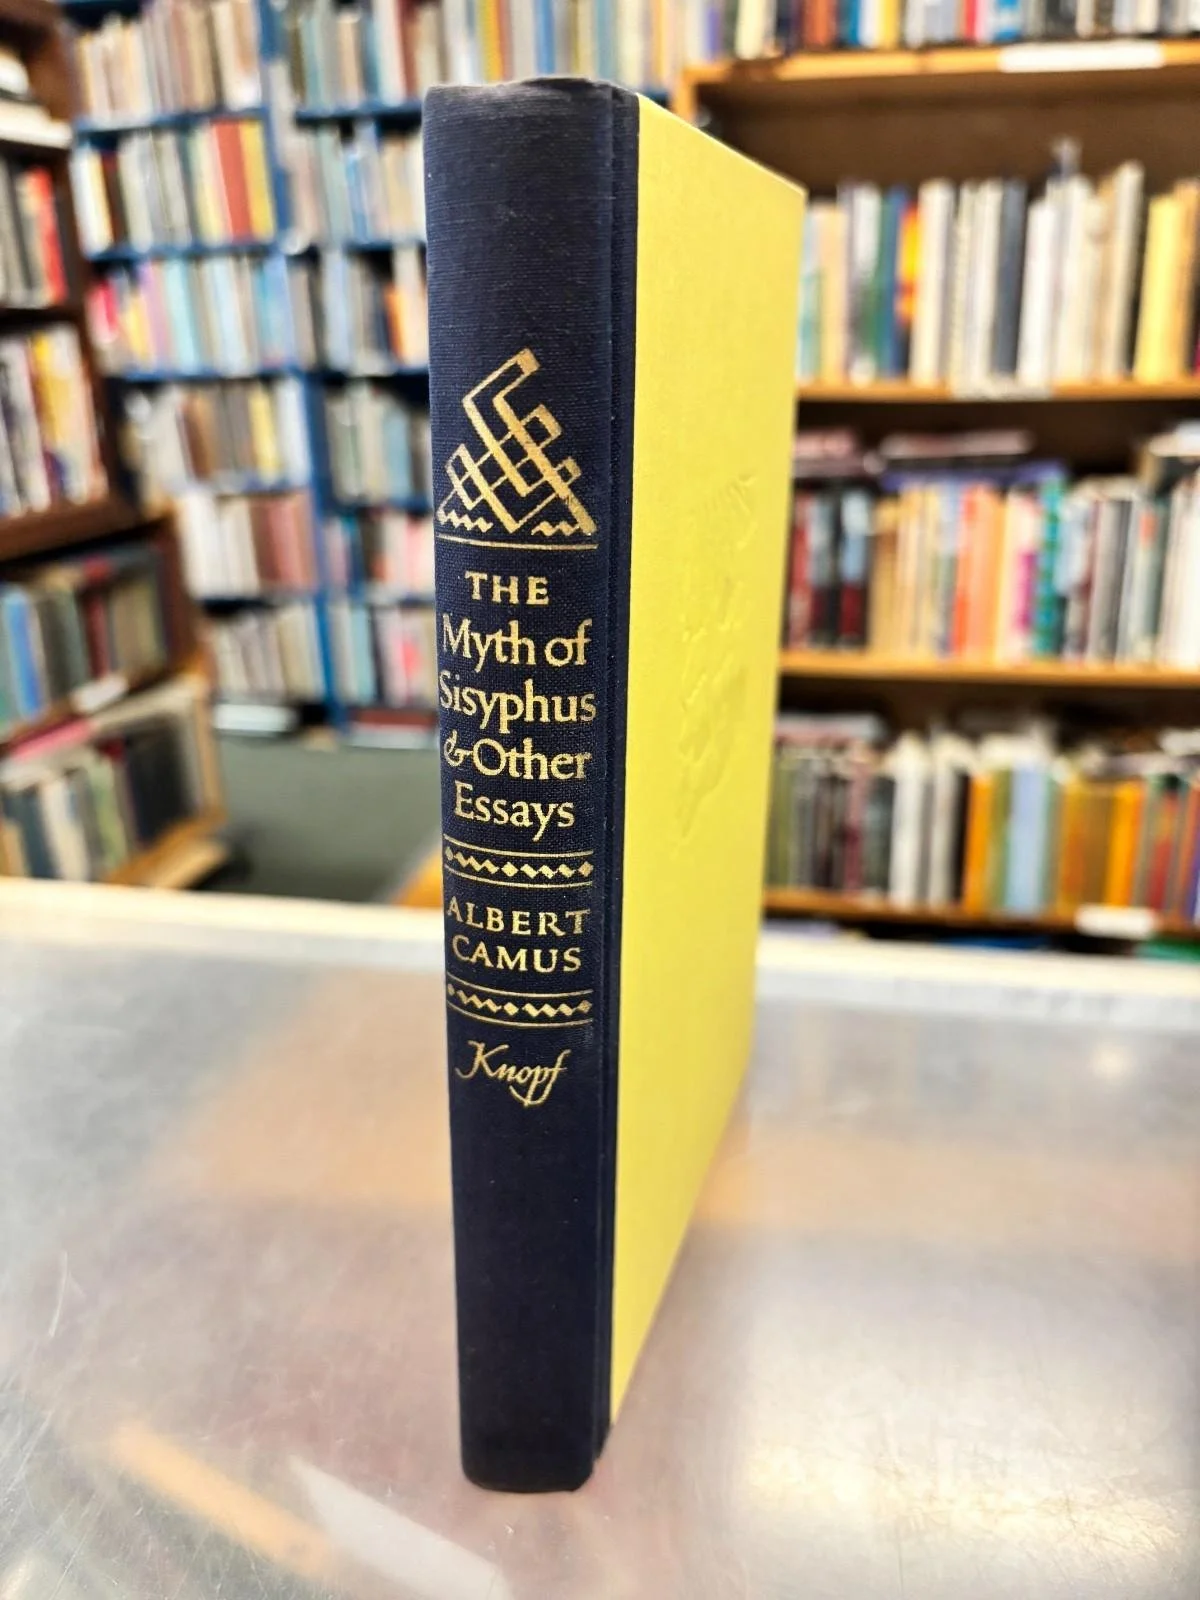 THE
Myth of
Sisyphus
& Other
Essays
ALBERT
CAMUS
Knopf